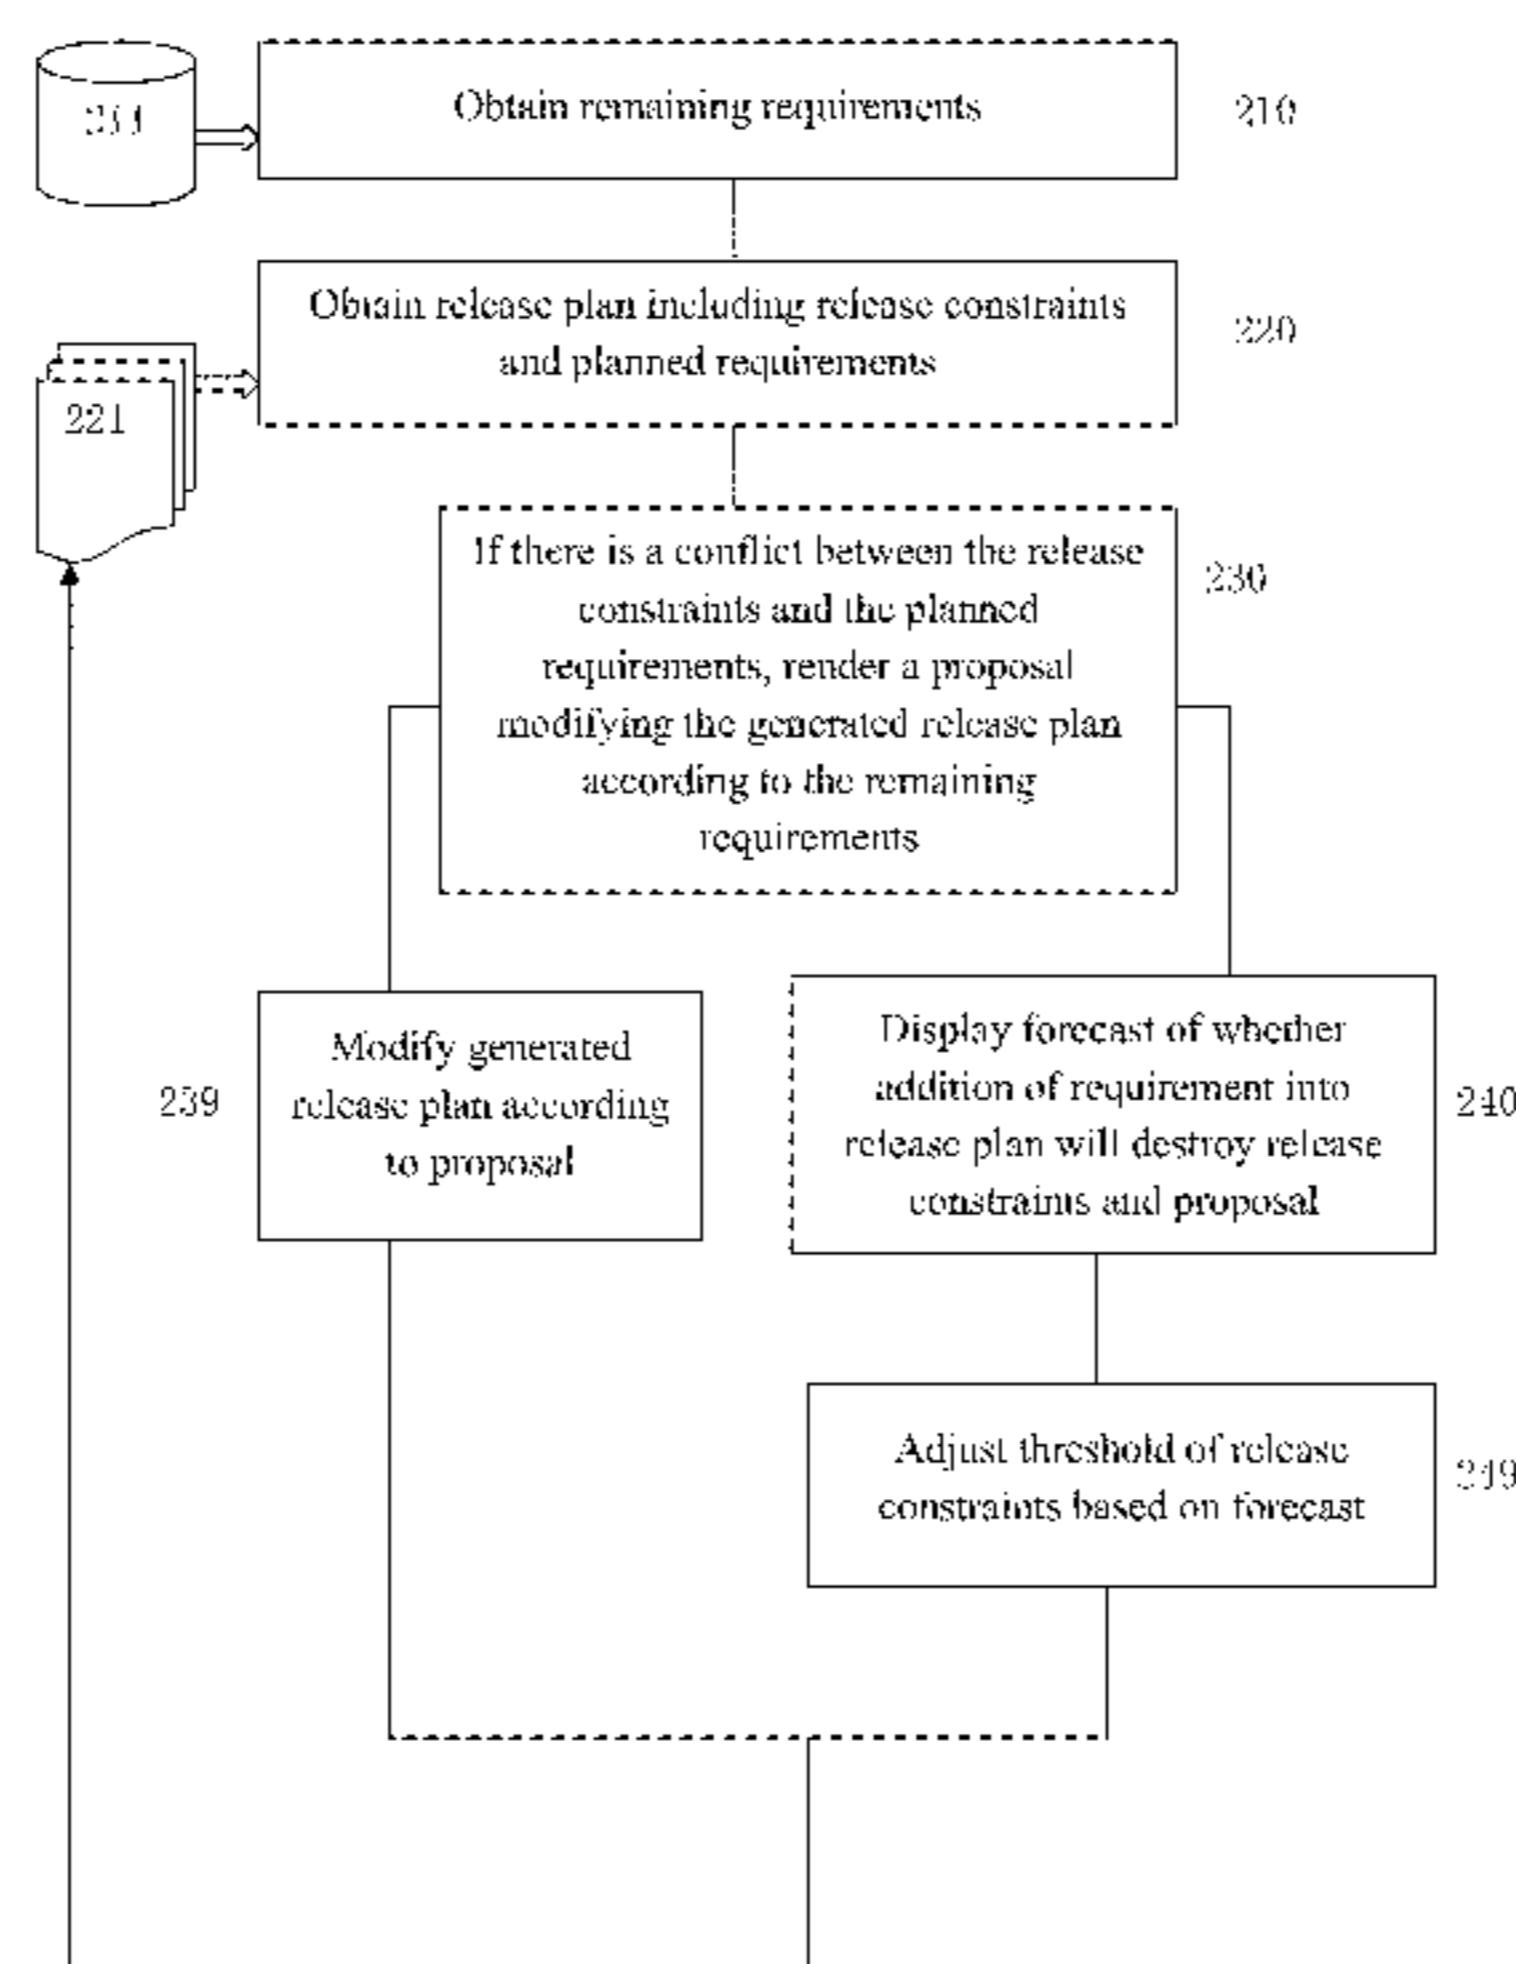 Obtain remaining requirements
210
Obtain release plan including release constraints
and planned requirements
220
221
If there is a conflict between the release
constraints and the planned
requirements, render a proposal
modifying the generated release plan
according to the remaining
requirements
230
Modify generated
release plan according
to proposal
239
Display forecast of whether
addition of requirement into
release plan will destroy release
constraints and proposal
240
Adjust threshold of release
constraints based on forecast
249